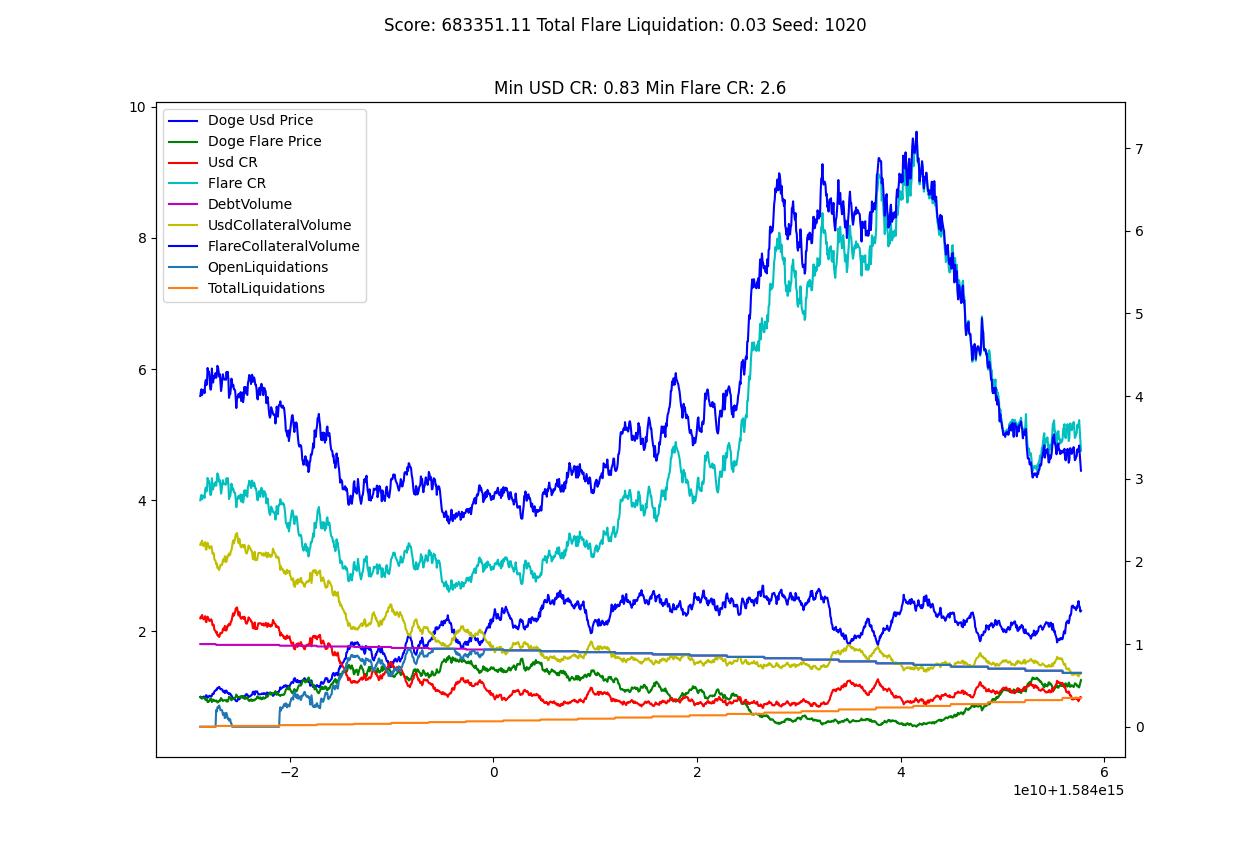 Score: 683351.11 Total Flare Liquidation: 0.03 Seed: 1020
Min USD CR: 0.83 Min Flare CR: 2.6
10
8
6
4
2
Doge Usd Price
Doge Flare Price
Usd CR
Flare CR
DebtVolume
UsdCollateralVolume
FlareCollateralVolume
OpenLiquidations
TotalLiquidations
7
6
5
4
3
2
1
0
−2 0 2 4 6
1e10+1.584e15